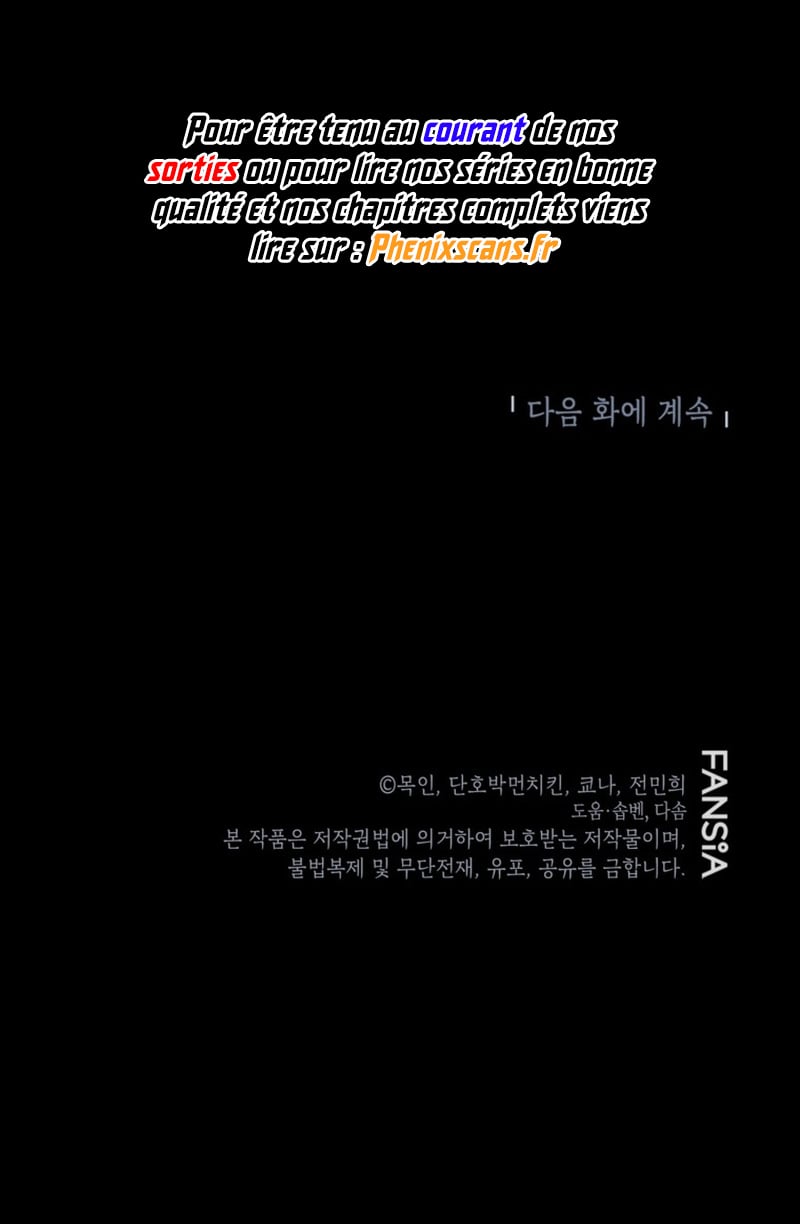 Pour être tenu au courant de nos
sorties ou pour lire nos séries en bonne
qualité et nos chapitres complets viens
lire sur : Phenixscans.fr
「다음 화에 계속」
©목인, 단호박먼치킨, 쿄나, 전민희
도움·솝벤, 다솜
본 작품은 저작권법에 의거하여 보호받는 저작물이며,
불법복제 및 무단전재, 유포, 공유를 금합니다.
FANSiA